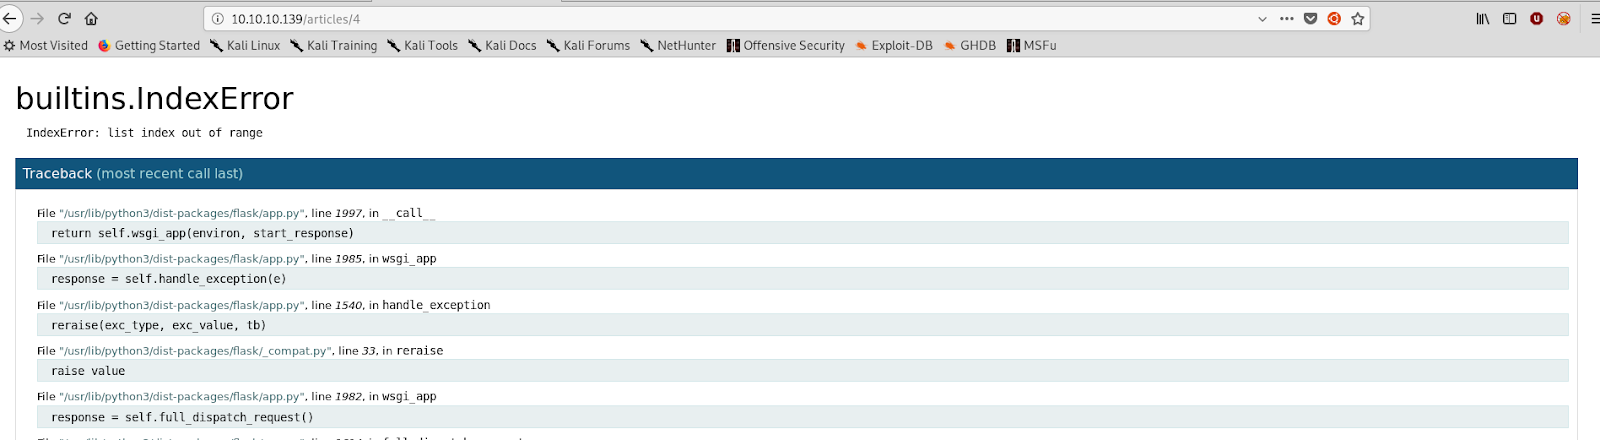 10.10.10.139/articles/4
Most Visited Getting Started Kali Linux Kali Training Kali Tools Kali Docs Kali Forums NetHunter Offensive Security Exploit-DB GHDB MSFu
builtins.IndexError
IndexError: list index out of range
Traceback (most recent call last)
File "/usr/lib/python3/dist-packages/flask/app.py", line 1997, in __call__
return self.wsgi_app(environ, start_response)
File "/usr/lib/python3/dist-packages/flask/app.py", line 1985, in wsgi_app
response = self.handle_exception(e)
File "/usr/lib/python3/dist-packages/flask/app.py", line 1540, in handle_exception
reraise(exc_type, exc_value, tb)
File "/usr/lib/python3/dist-packages/flask/_compat.py", line 33, in reraise
raise value
File "/usr/lib/python3/dist-packages/flask/app.py", line 1982, in wsgi_app
response = self.full_dispatch_request()